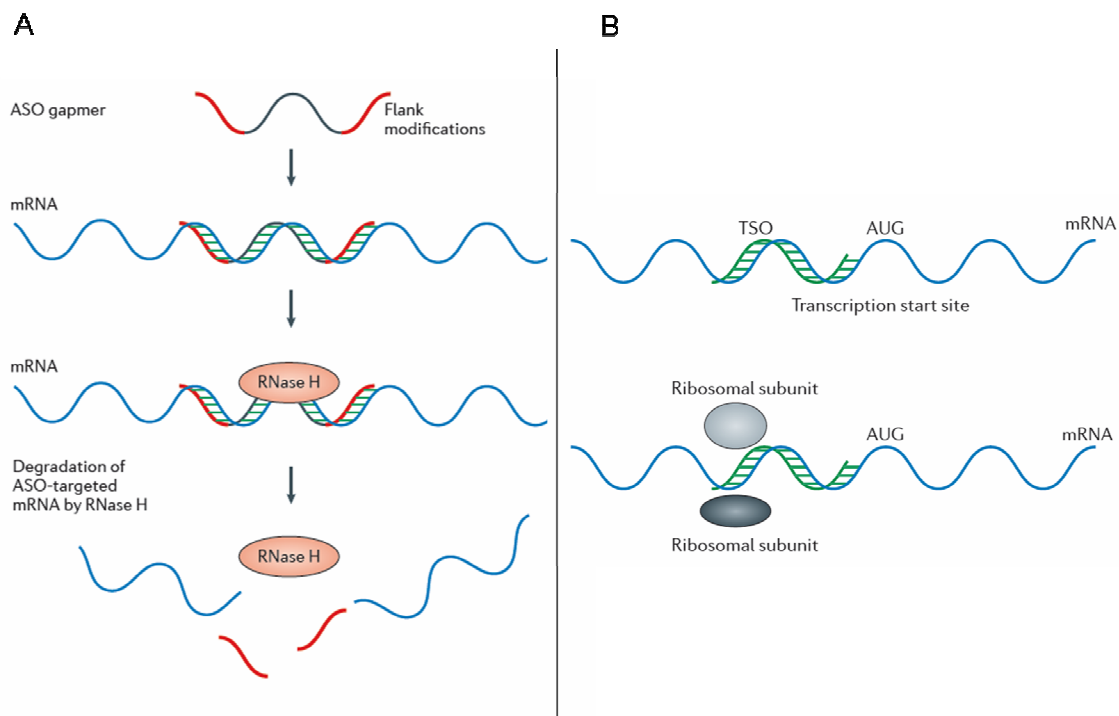 A
ASO gapmer
Flank
modifications
mRNA
mRNA
RNase H
Degradation of
ASO-targeted
mRNA by RNase H
RNase H
B
TSO
AUG
mRNA
Transcription start site
Ribosomal subunit
AUG
mRNA
Ribosomal subunit